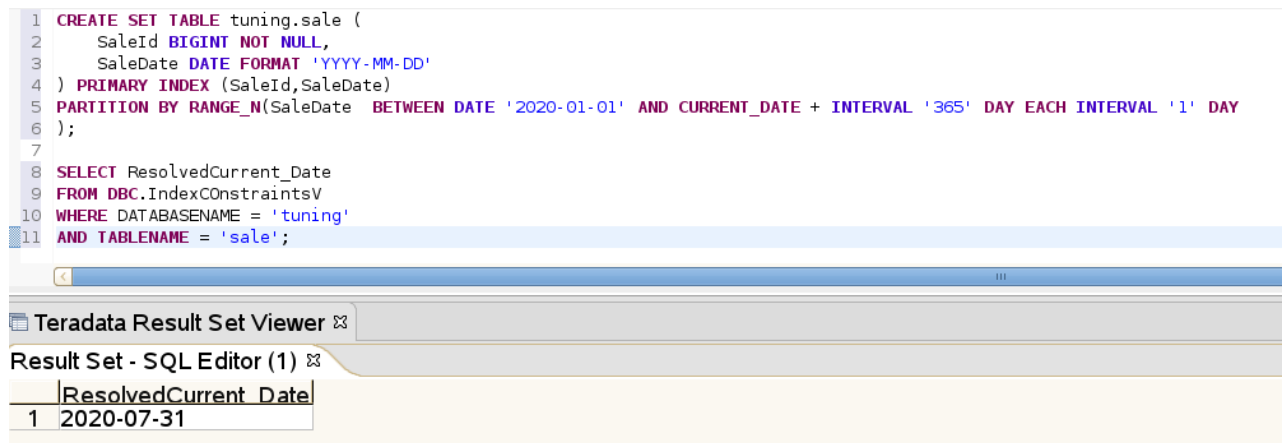 1 CREATE SET TABLE tuning.sale (
2 SaleId BIGINT NOT NULL,
3 SaleDate DATE FORMAT 'YYYY-MM-DD'
4 ) PRIMARY INDEX (SaleId,SaleDate)
5 PARTITION BY RANGE_N(SaleDate  BETWEEN DATE '2020-01-01' AND CURRENT_DATE + INTERVAL '365' DAY EACH INTERVAL '1' DAY
6 );
7
8 SELECT ResolvedCurrent_Date
9 FROM DBC.IndexCOnstraintsV
10 WHERE DATABASENAME = 'tuning'
11 AND TABLENAME = 'sale';
Teradata Result Set Viewer
Result Set - SQL Editor (1)
ResolvedCurrent_Date
1 2020-07-31